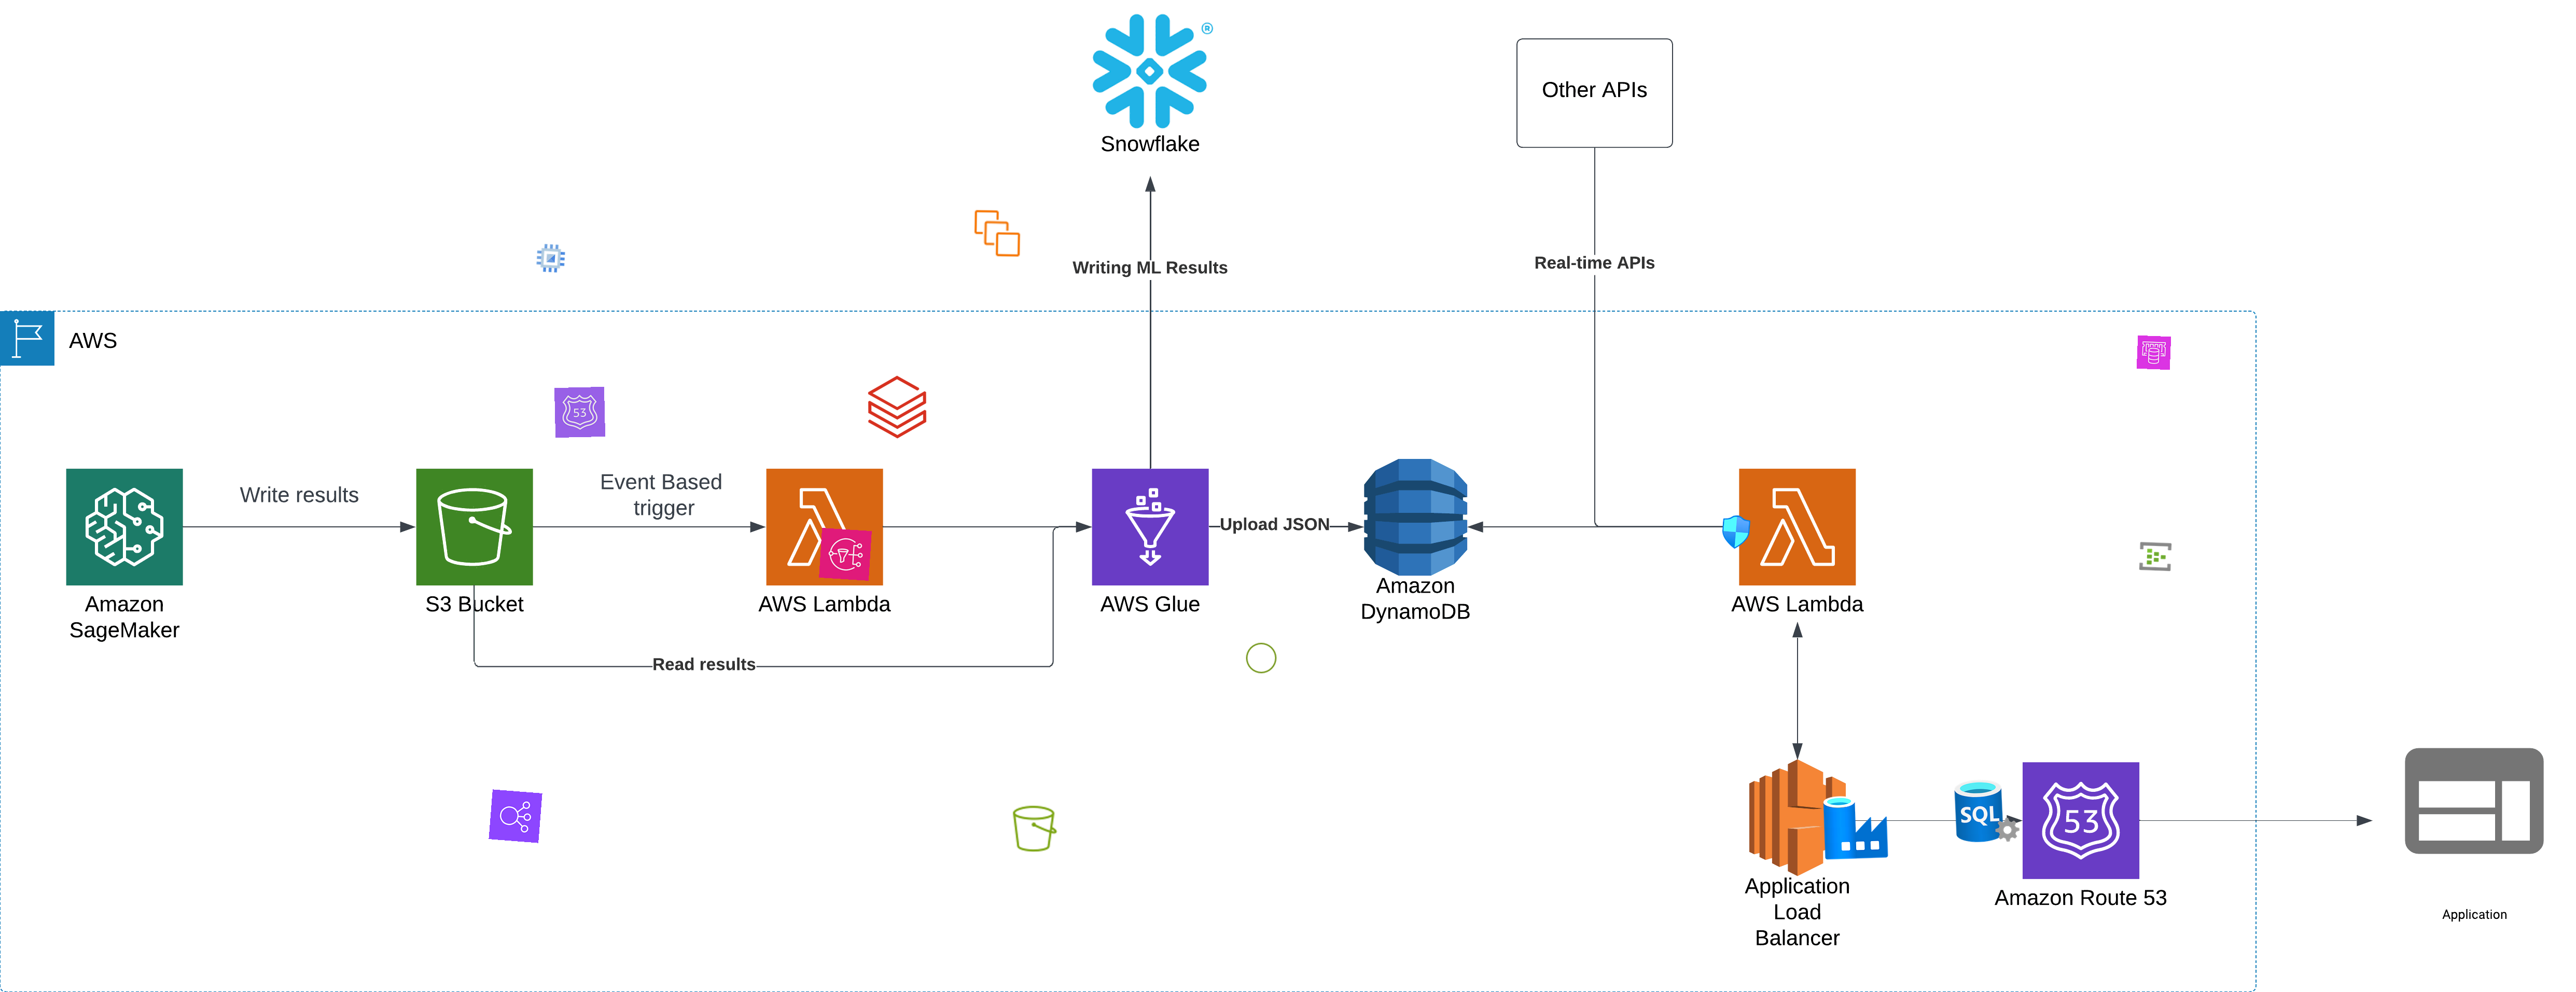 ®
Snowflake
Other APIs
Writing ML Results
Real-time APIs
AWS
53
Write results
Event Based
trigger
Upload JSON
Amazon
SageMaker
S3 Bucket
AWS Lambda
AWS Glue
Amazon
DynamoDB
AWS Lambda
Read results
SQL
53
Application
Load
Balancer
Amazon Route 53
Application